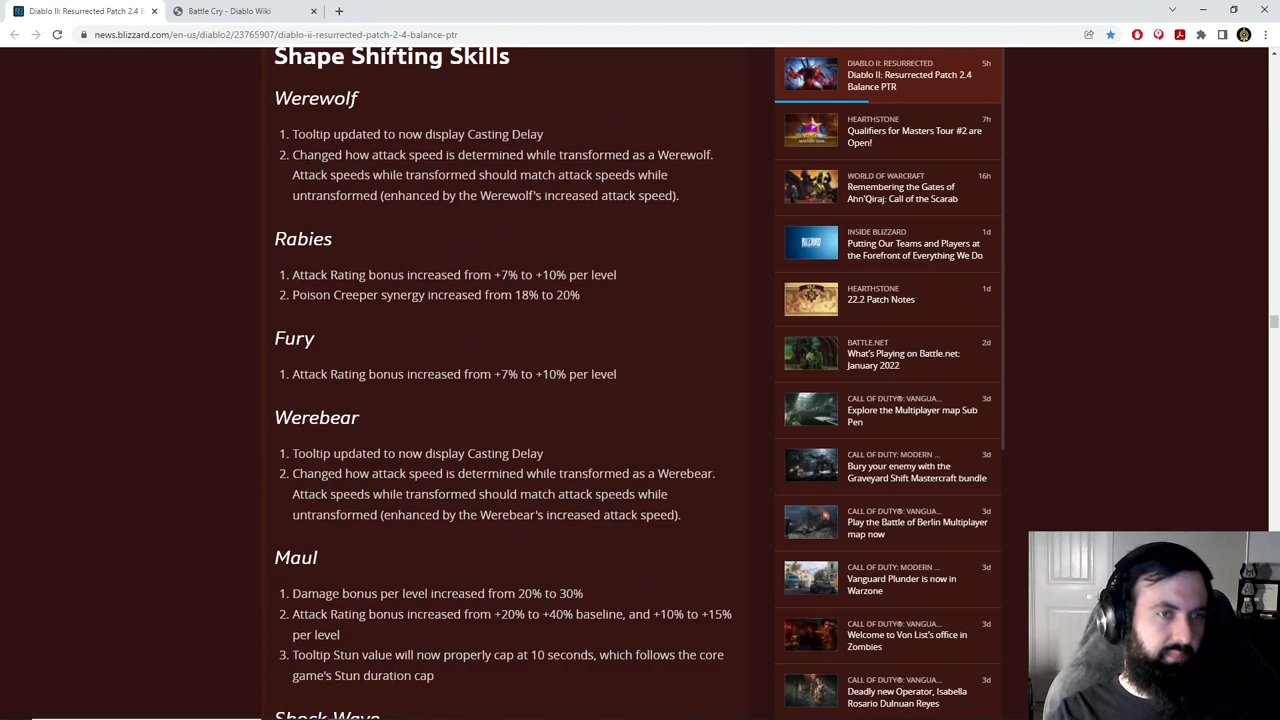 Diablo II: Resurrected Patch 2.4 B
Battle Cry - Diablo Wiki
news.blizzard.com/en-us/diablo2/23765907/diablo-ii-resurrected-patch-2-4-balance-ptr
Shape Shifting Skills
Werewolf
1. Tooltip updated to now display Casting Delay
2. Changed how attack speed is determined while transformed as a Werewolf.
Attack speeds while transformed should match attack speeds while
untransformed (enhanced by the Werewolf's increased attack speed).
Rabies
1. Attack Rating bonus increased from +7% to +10% per level
2. Poison Creeper synergy increased from 18% to 20%
Fury
1. Attack Rating bonus increased from +7% to +10% per level
Werebear
1. Tooltip updated to now display Casting Delay
2. Changed how attack speed is determined while transformed as a Werebear.
Attack speeds while transformed should match attack speeds while
untransformed (enhanced by the Werebear's increased attack speed).
Maul
1. Damage bonus per level increased from 20% to 30%
2. Attack Rating bonus increased from +20% to +40% baseline, and +10% to +15%
per level
3. Tooltip Stun value will now properly cap at 10 seconds, which follows the core
game's Stun duration cap
Shock Wave
DIABLO II: RESURRECTED 5h
Diablo II: Resurrected Patch 2.4
Balance PTR
HEARTHSTONE 7h
Qualifiers for Masters Tour #2 are
Open!
WORLD OF WARCRAFT 16h
Remembering the Gates of
Ahn'Qiraj: Call of the Scarab
INSIDE BLIZZARD 1d
Putting Our Teams and Players at
the Forefront of Everything We Do
HEARTHSTONE 1d
22.2 Patch Notes
BATTLE.NET 2d
What's Playing on Battle.net:
January 2022
CALL OF DUTY®: VANGUA... 3d
Explore the Multiplayer map Sub
Pen
CALL OF DUTY: MODERN ... 3d
Bury your enemy with the
Graveyard Shift Mastercraft bundle
CALL OF DUTY®: VANGUA... 3d
Play the Battle of Berlin Multiplayer
map now
CALL OF DUTY: MODERN ... 3d
Vanguard Plunder is now in
Warzone
CALL OF DUTY®: VANGUA... 3d
Welcome to Von List's office in
Zombies
CALL OF DUTY®: VANGUA... 3d
Deadly new Operator, Isabella
Rosario Dulnuan Reyes